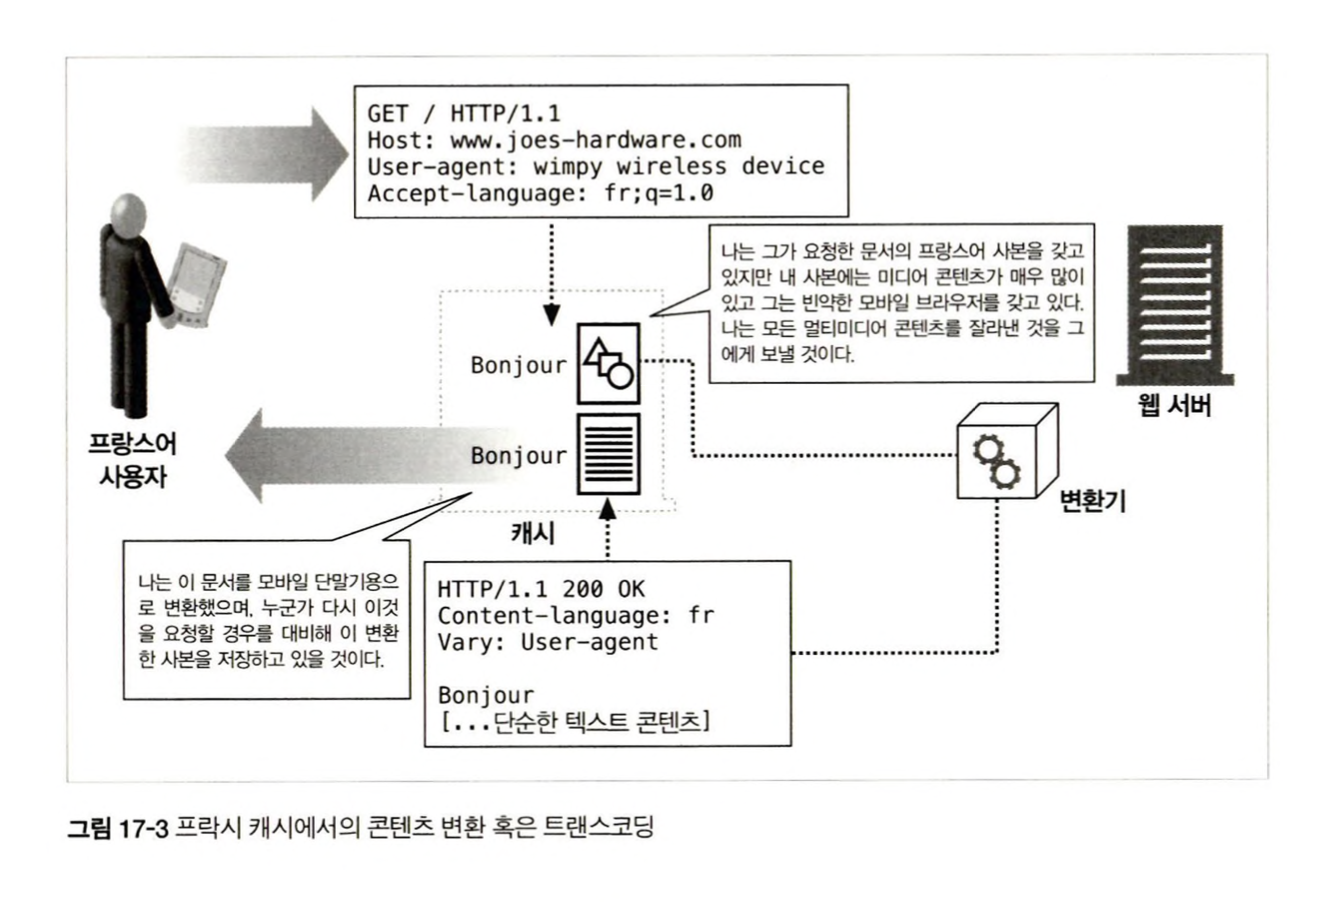 GET / HTTP/1.1
Host: www.joes-hardware.com
User-agent: wimpy wireless device
Accept-language: fr;q=1.0
나는 그가 요청한 문서의 프랑스어 사본을 갖고
있지만 내 사본에는 미디어 콘텐츠가 매우 많이
있고 그는 빈약한 모바일 브라우저를 갖고 있다.
나는 모든 멀티미디어 콘텐츠를 잘라낸 것을 그
에게 보낼 것이다.
웹 서버
Bonjour
프랑스어
사용자
Bonjour
변환기
캐시
나는 이 문서를 모바일 단말기용으
로 변환했으며, 누군가 다시 이것
을 요청할 경우를 대비해 이 변환
한 사본을 저장하고 있을 것이다.
HTTP/1.1 200 OK
Content-language: fr
Vary: User-agent
Bonjour
[...단순한 텍스트 콘텐츠]
그림 17-3 프락시 캐시에서의 콘텐츠 변환 혹은 트랜스코딩